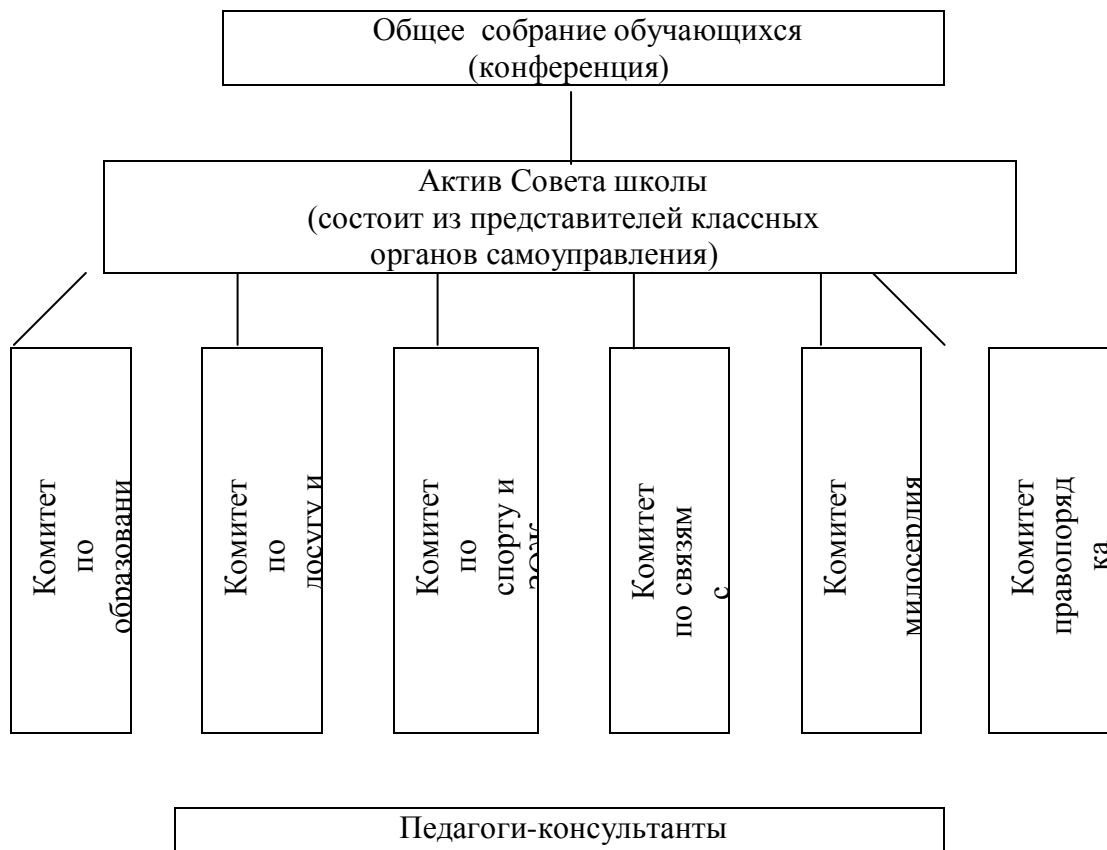 Общее собрание обучающихся
(конференция)
Актив Совета школы
(состоит из представителей классных
органов самоуправления)
Комитет
по
образовани
Комитет
по
досугу и
Комитет
по
спорту и
ЗОЖ
Комитет
по связям
с
Комитет
милосердия
Комитет
правопоряд
ка
Педагоги-консультанты